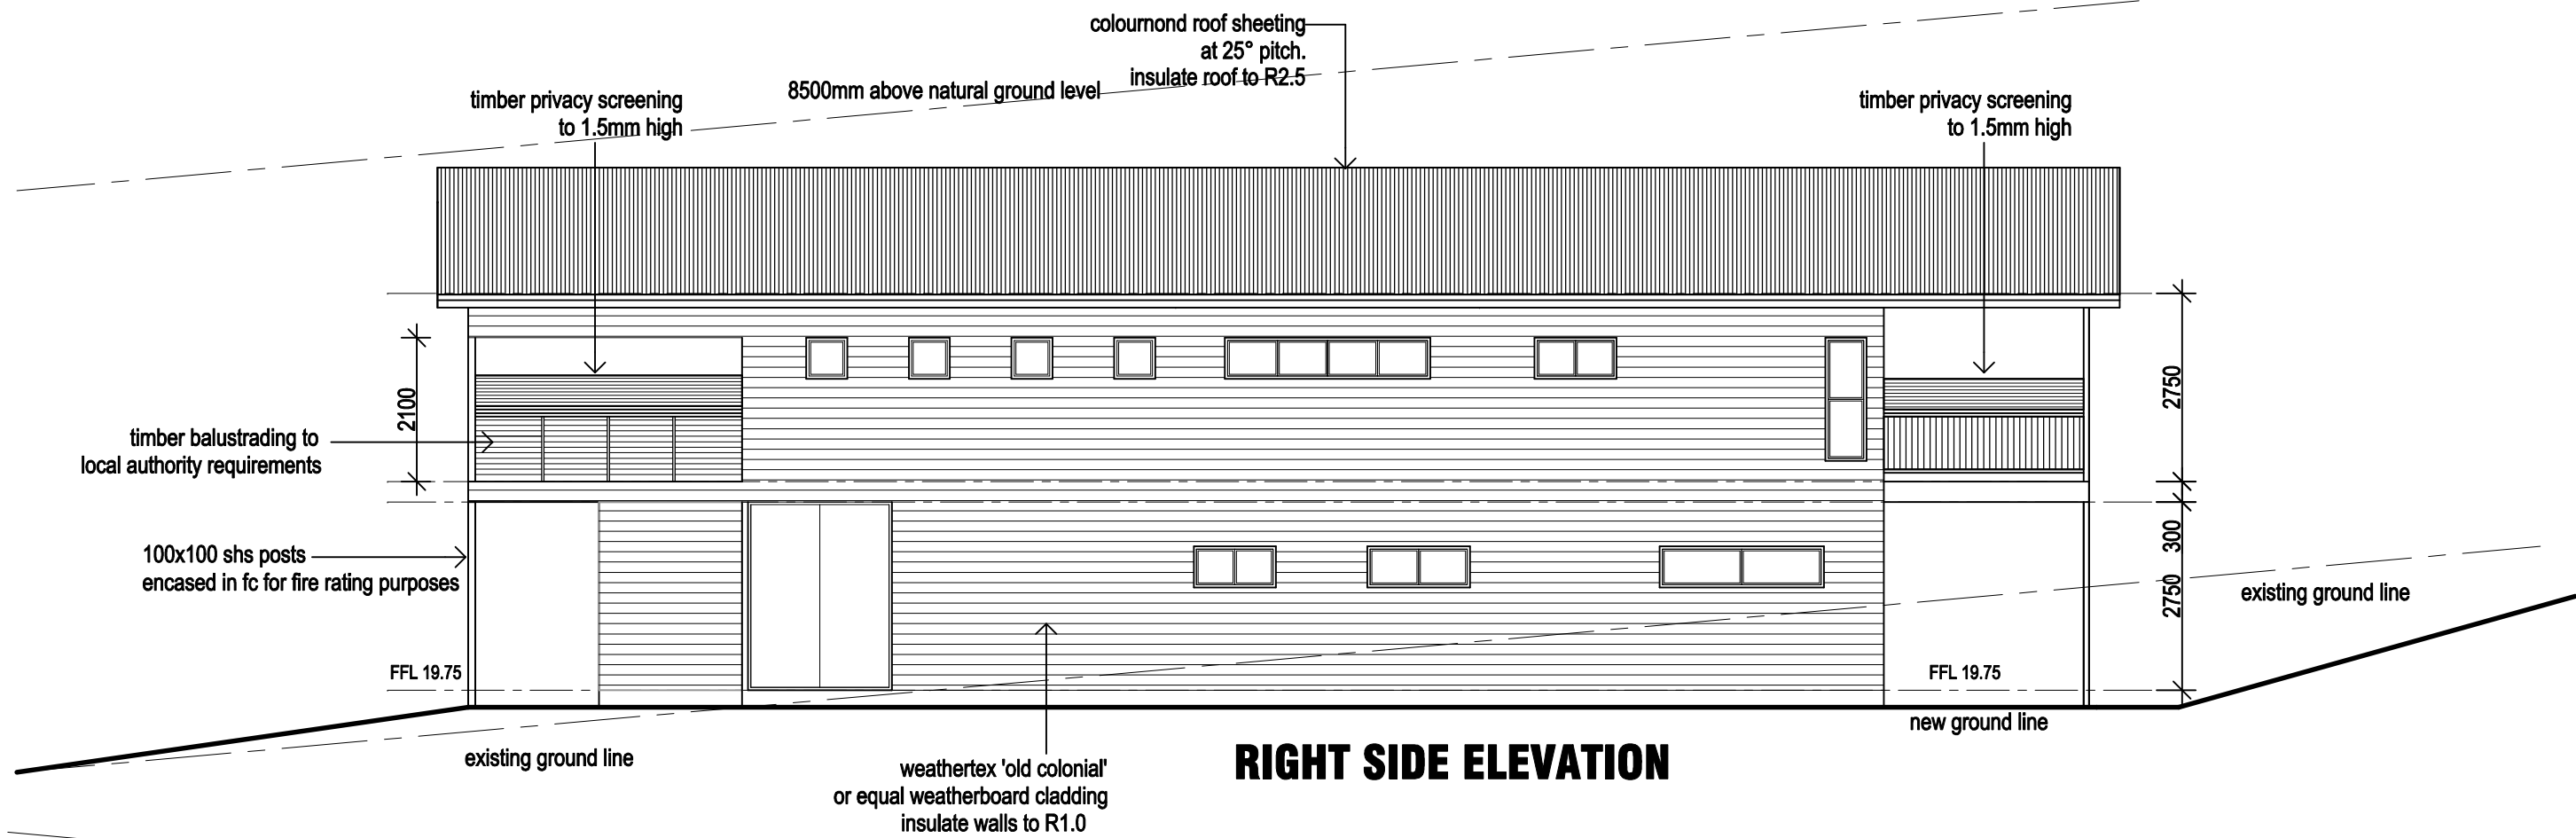 colournond roof sheeting
at 25° pitch.
insulate roof to R2.5
8500mm above natural ground level
timber privacy screening
to 1.5mm high
timber privacy screening
to 1.5mm high
2100
2750
timber balustrading to
local authority requirements
300
2750
100x100 shs posts
encased in fc for fire rating purposes
existing ground line
FFL 19.75
FFL 19.75
new ground line
existing ground line
RIGHT SIDE ELEVATION
weathertex 'old colonial'
or equal weatherboard cladding
insulate walls to R1.0